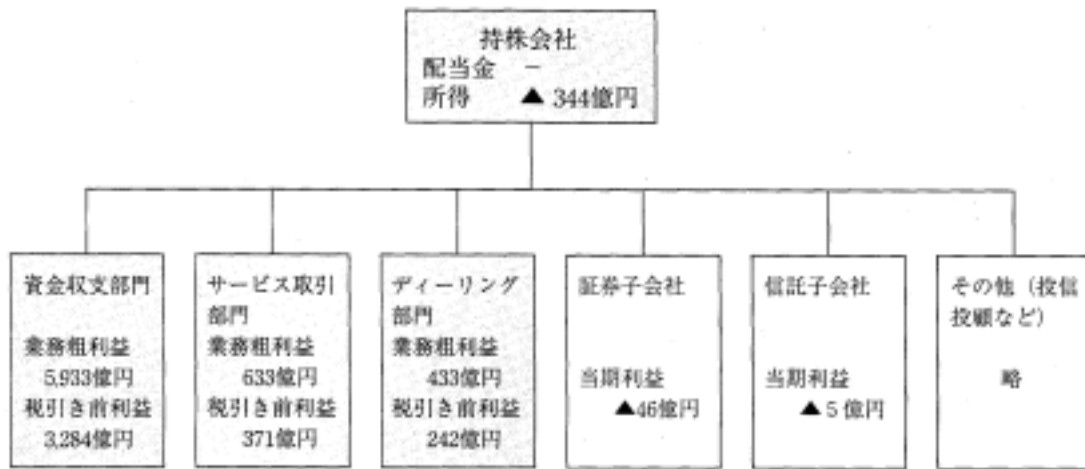 持株会社
配当金 －
所得 ▲ 344億円
資金収支部門
業務粗利益
5,933億円
税引き前利益
3,284億円
サービス取引
部門
業務粗利益
633億円
税引き前利益
371億円
ディーリング
部門
業務粗利益
433億円
税引き前利益
242億円
証券子会社
当期利益
▲46億円
信託子会社
当期利益
▲5億円
その他（投信
投顧など）
略